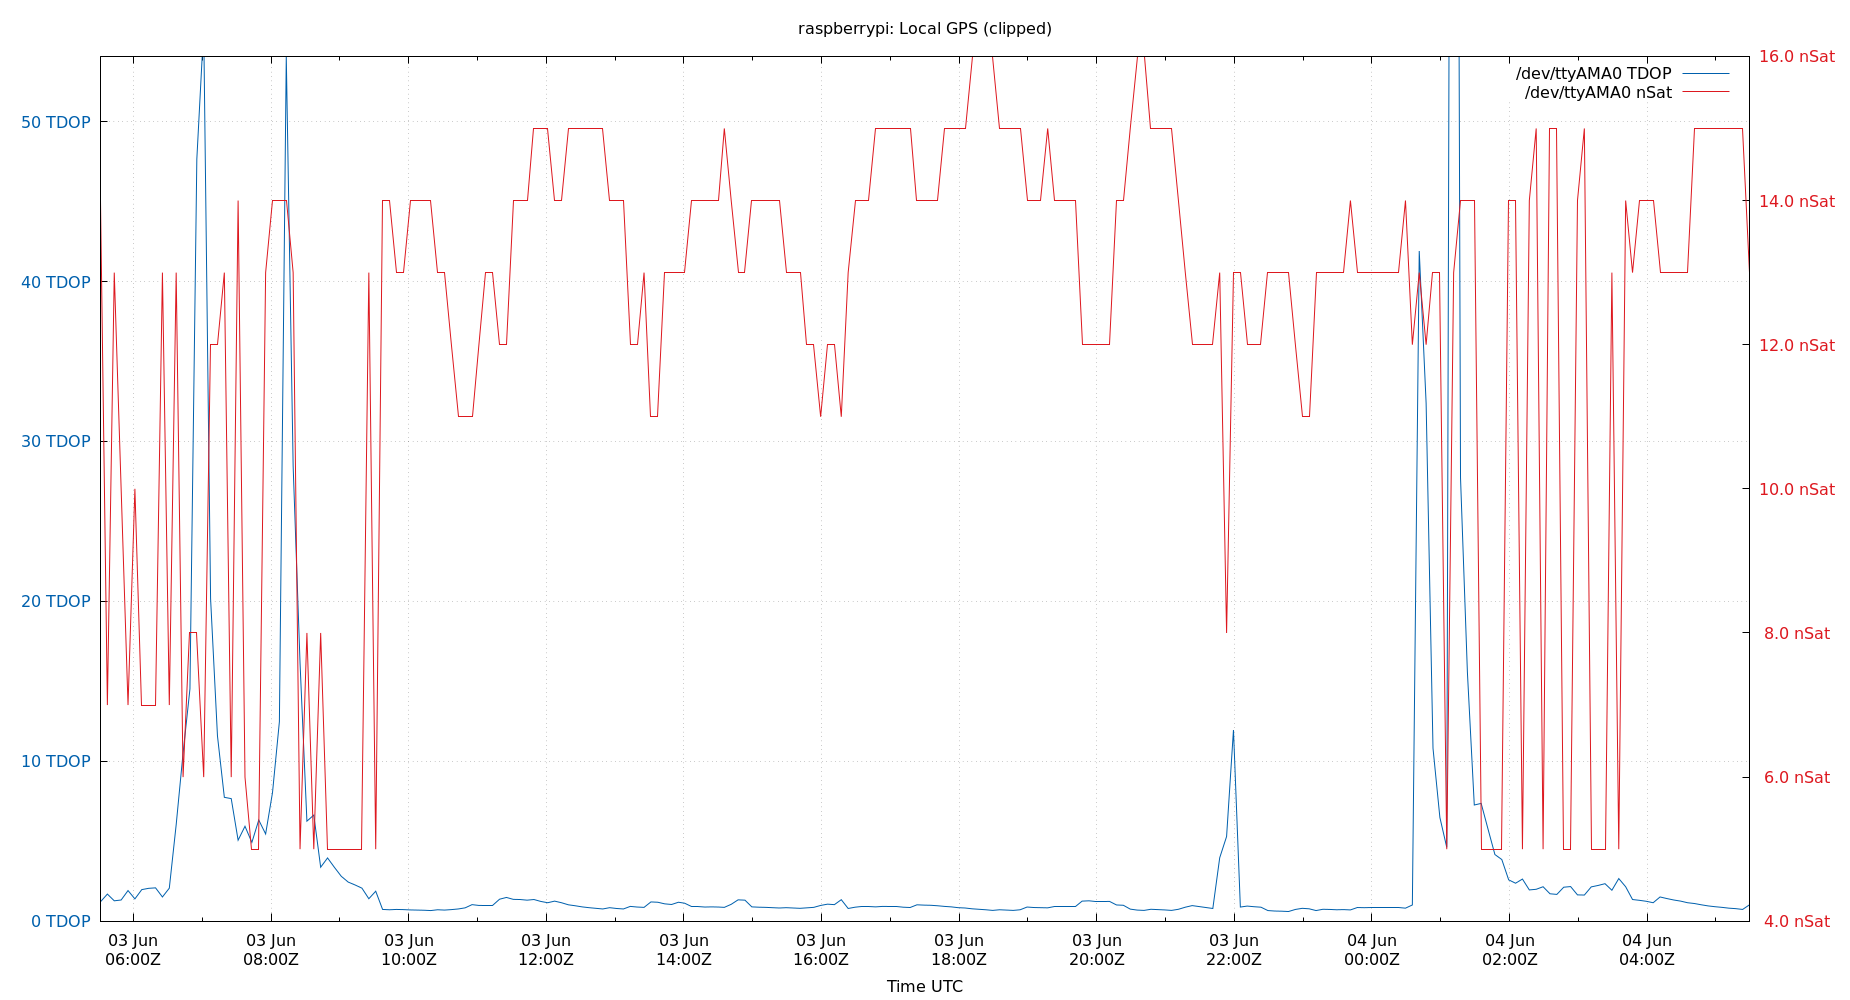 raspberrypi: Local GPS (clipped)
/dev/ttyAMA0 TDOP
/dev/ttyAMA0 nSat
50 TDOP
40 TDOP
30 TDOP
20 TDOP
10 TDOP
0 TDOP
16.0 nSat
14.0 nSat
12.0 nSat
10.0 nSat
8.0 nSat
6.0 nSat
4.0 nSat
03 Jun 03 Jun 03 Jun 03 Jun 03 Jun 03 Jun 03 Jun 03 Jun 03 Jun 04 Jun 04 Jun 04 Jun
06:00Z 08:00Z 10:00Z 12:00Z 14:00Z 16:00Z 18:00Z 20:00Z 22:00Z 00:00Z 02:00Z 04:00Z
Time UTC